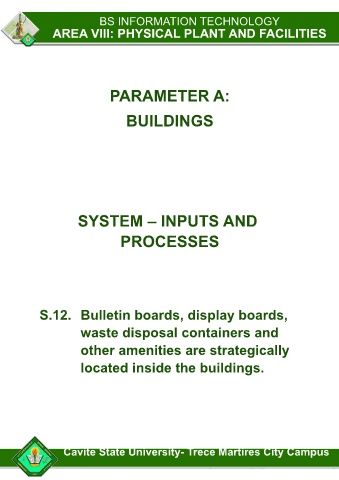 BS INFORMATION TECHNOLOGY
AREA VIII: PHYSICAL PLANT AND FACILITIES
PARAMETER A:
BUILDINGS
SYSTEM – INPUTS AND
PROCESSES
S.12. Bulletin boards, display boards,
waste disposal containers and
other amenities are strategically
located inside the buildings.
Cavite State University- Trece Martires City Campus